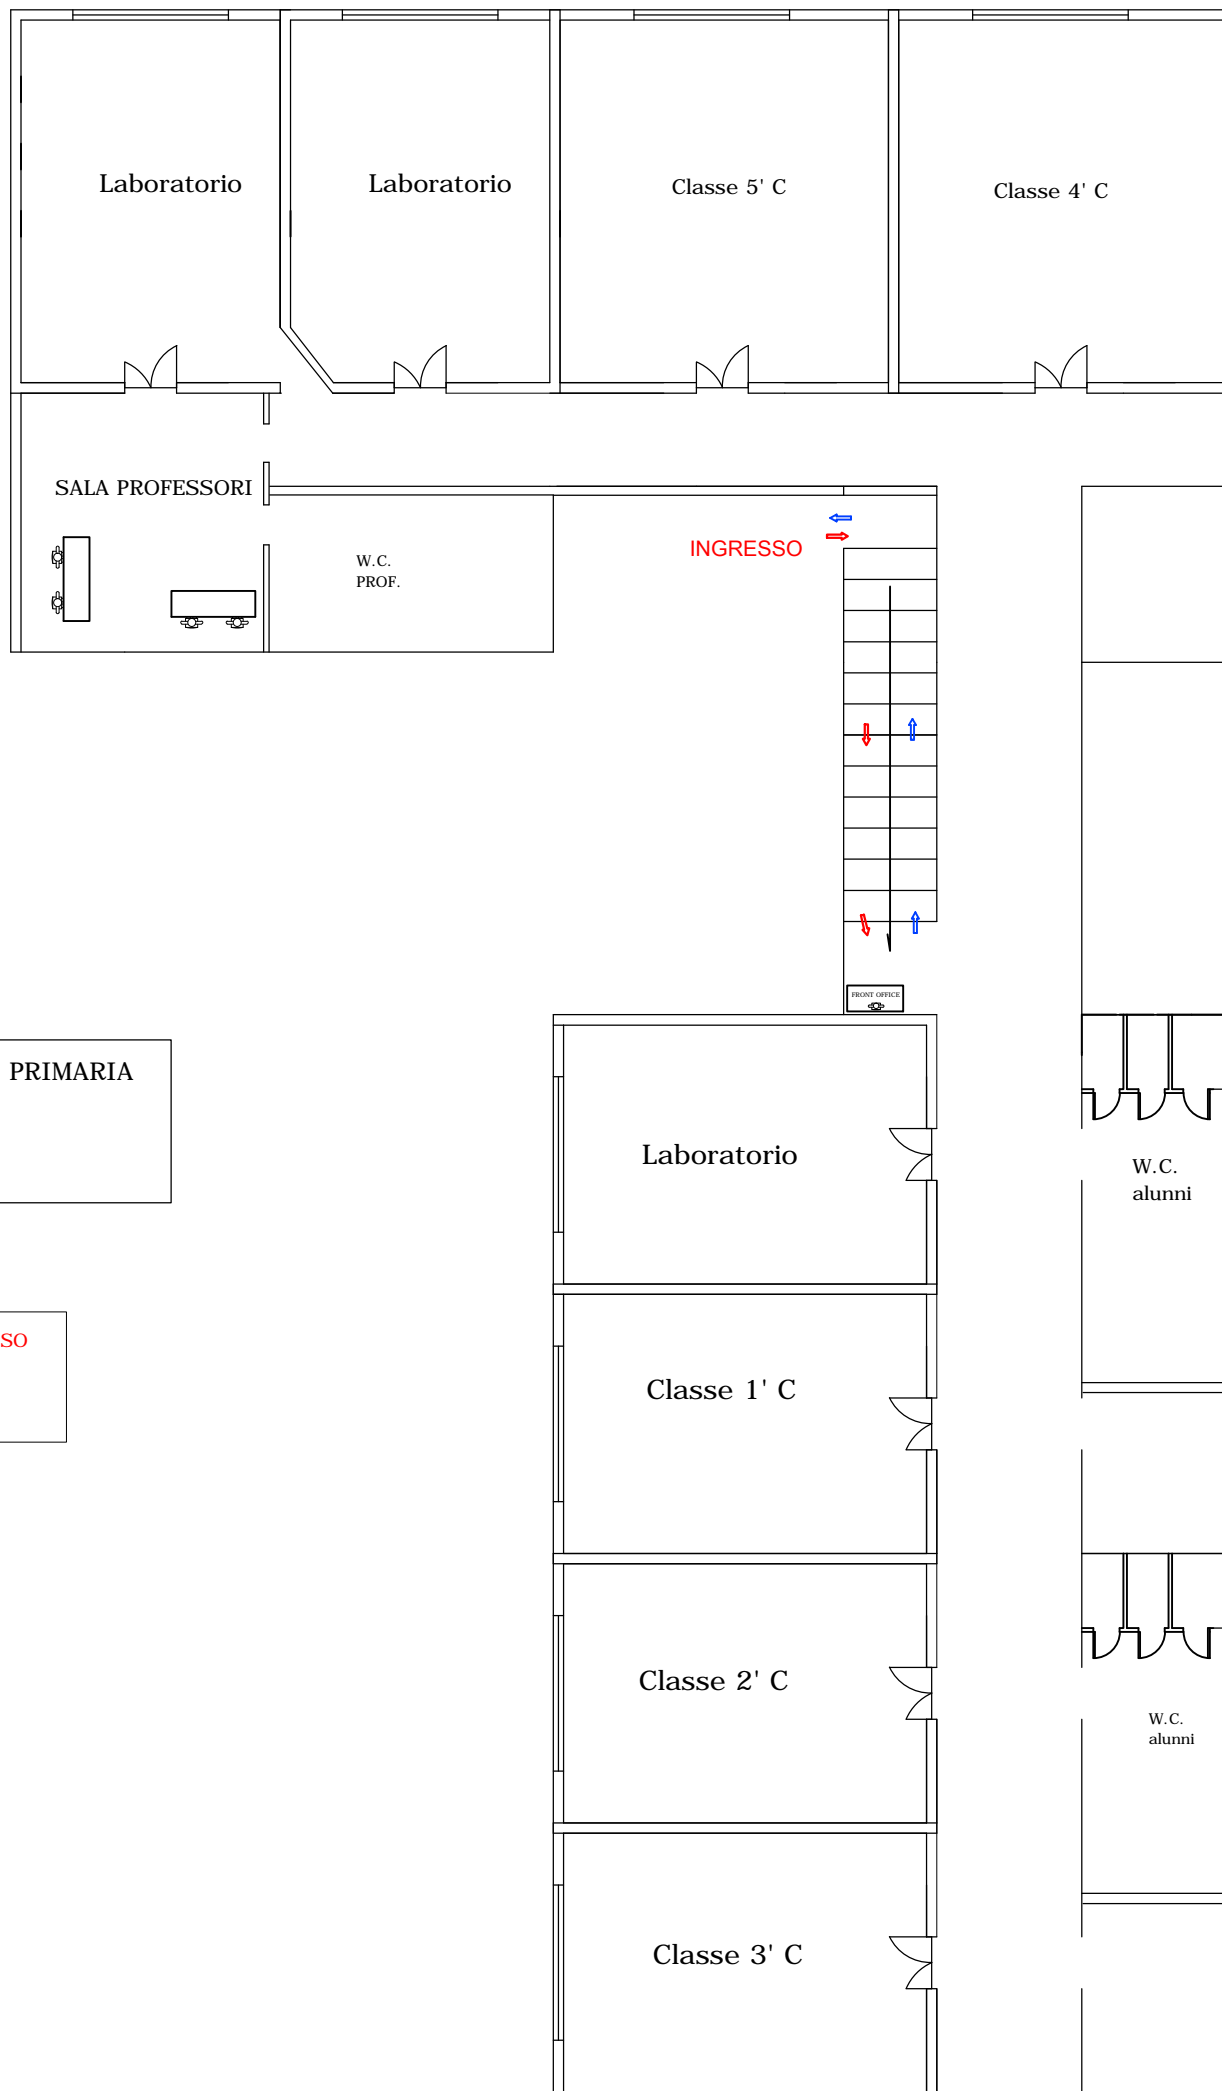 Laboratorio
Laboratorio
Classe 5' C
Classe 4' C
SALA PROFESSORI
W.C.
PROF.
INGRESSO
FRONT OFFICE
PRIMARIA
Laboratorio
W.C.
alunni
SO
Classe 1' C
Classe 2' C
W.C.
alunni
Classe 3' C